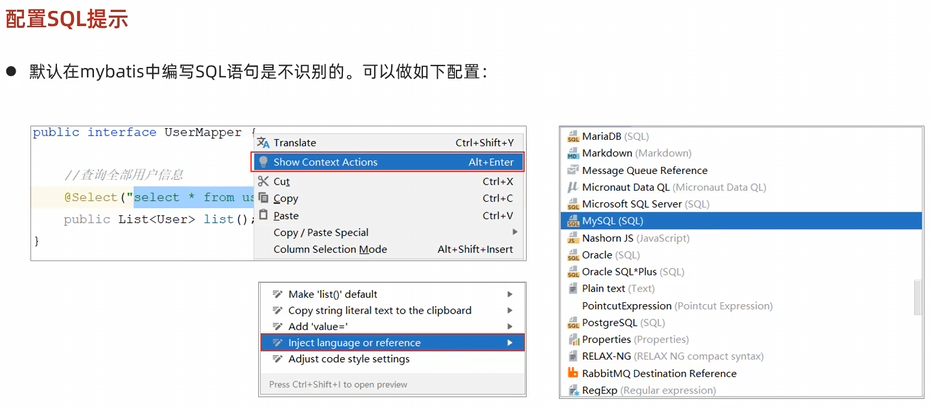 配置SQL提示
● 默认在mybatis中编写SQL语句是不识别的。可以做如下配置：
public interface UserMapper {
//查询全部用户信息
@Select("select * from us
public List<User> list();
}
Translate Ctrl+Shift+Y
Show Context Actions Alt+Enter
Cut Ctrl+X
Copy Ctrl+C
Paste Ctrl+V
Copy / Paste Special
Column Selection Mode Alt+Shift+Insert
Make 'list()' default
Copy string literal text to the clipboard
Add 'value='
Inject language or reference
Adjust code style settings
Press Ctrl+Shift+I to open preview
MariaDB (SQL)
Markdown (Markdown)
Message Queue Reference
Micronaut Data QL (Micronaut Data QL)
Microsoft SQL Server (SQL)
MySQL (SQL)
Nashorn JS (JavaScript)
Oracle (SQL)
Oracle SQL*Plus (SQL)
Plain text (Text)
PointcutExpression (Pointcut Expression)
PostgreSQL (SQL)
Properties (Properties)
RELAX-NG (RELAX NG compact syntax)
RabbitMQ Destination Reference
RegExp (Regular expression)